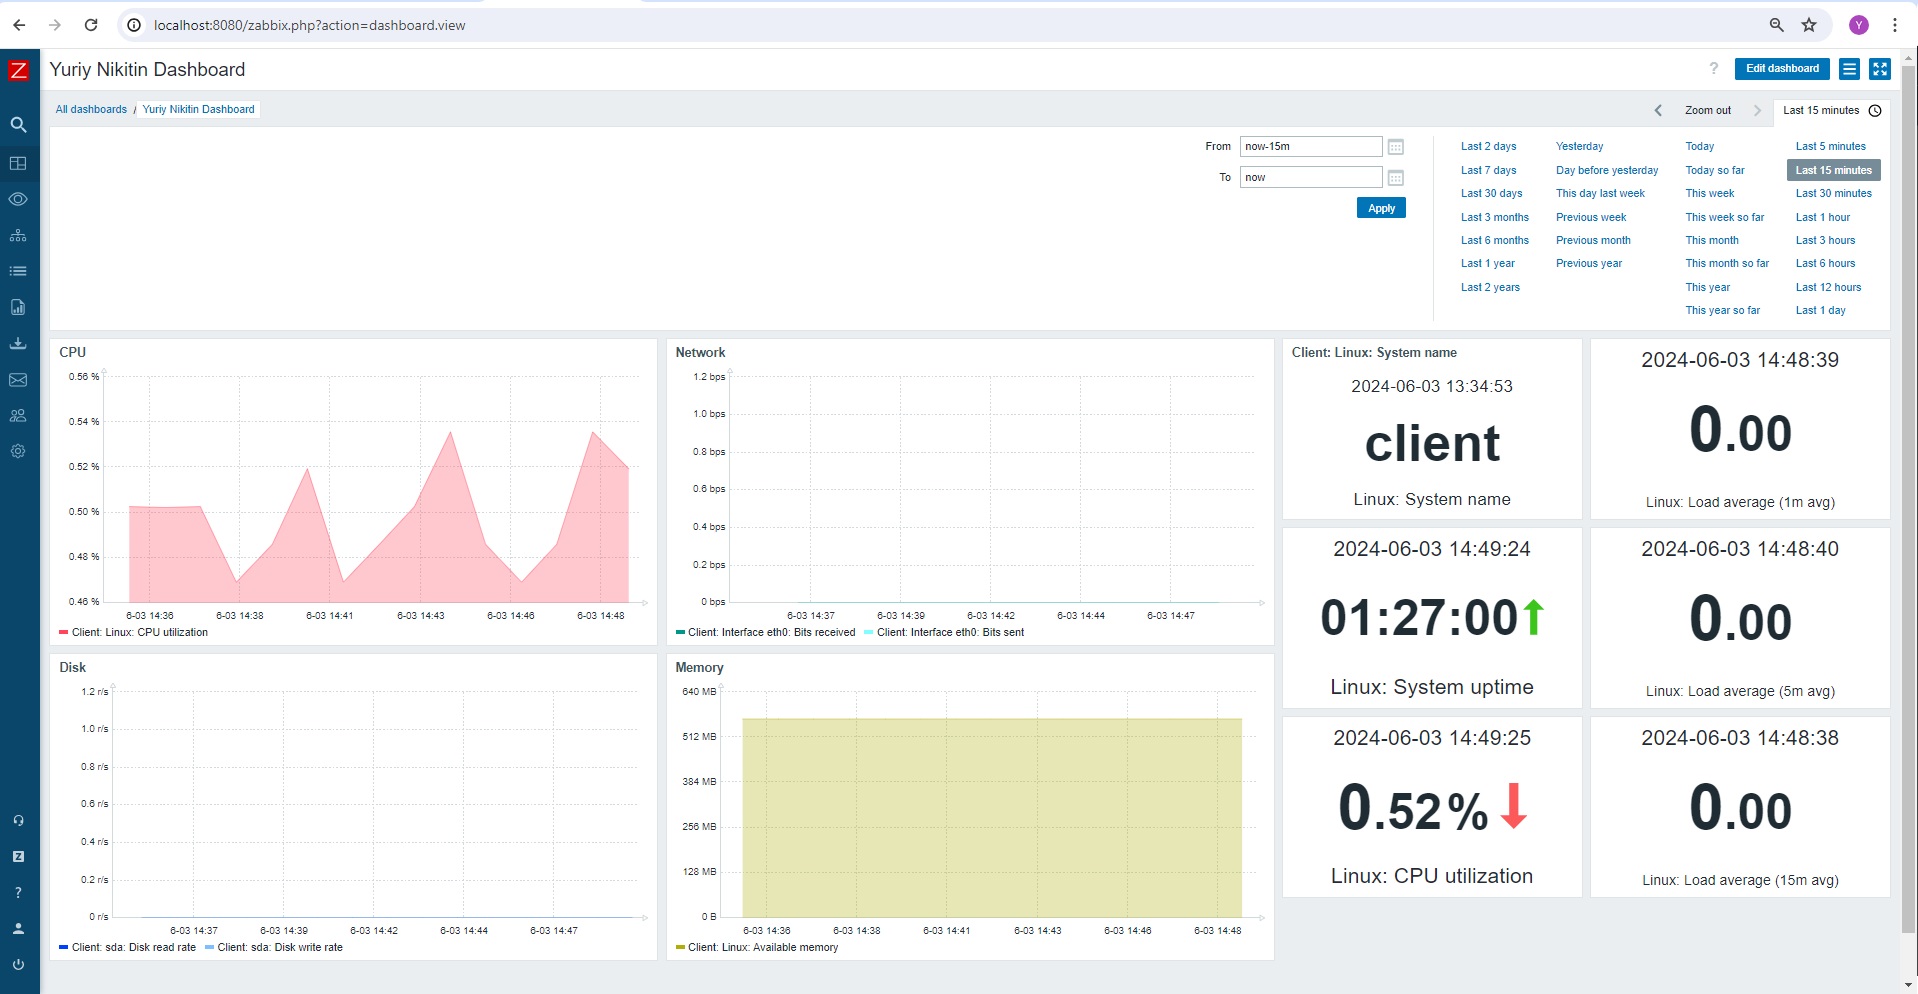 localhost:8080/zabbix.php?action=dashboard.view
Y
Z
Yuriy Nikitin Dashboard
?
Edit dashboard
All dashboards / Yuriy Nikitin Dashboard
Zoom out
Last 15 minutes
From now-15m
To now
Apply
Last 2 days Yesterday Today Last 5 minutes
Last 7 days Day before yesterday Today so far Last 15 minutes
Last 30 days This day last week This week Last 30 minutes
Last 3 months Previous week This week so far Last 1 hour
Last 6 months Previous month This month Last 3 hours
Last 1 year Previous year This month so far Last 6 hours
Last 2 years This year Last 12 hours
This year so far Last 1 day
CPU
0.56 %
0.54 %
0.52 %
0.50 %
0.48 %
0.46 %
6-03 14:36 6-03 14:38 6-03 14:41 6-03 14:43 6-03 14:46 6-03 14:48
Client: Linux: CPU utilization
Network
1.2 bps
1.0 bps
0.8 bps
0.6 bps
0.4 bps
0.2 bps
0 bps
6-03 14:37 6-03 14:39 6-03 14:42 6-03 14:44 6-03 14:47
Client: Interface eth0: Bits received Client: Interface eth0: Bits sent
Client: Linux: System name
2024-06-03 13:34:53
client
Linux: System name
2024-06-03 14:48:39
0.00
Linux: Load average (1m avg)
2024-06-03 14:49:24
01:27:00
Linux: System uptime
2024-06-03 14:48:40
0.00
Linux: Load average (5m avg)
Disk
1.2 r/s
1.0 r/s
0.8 r/s
0.6 r/s
0.4 r/s
0.2 r/s
0 r/s
6-03 14:37 6-03 14:39 6-03 14:42 6-03 14:44 6-03 14:47
Client: sda: Disk read rate Client: sda: Disk write rate
Memory
640 MB
512 MB
384 MB
256 MB
128 MB
0 B
6-03 14:36 6-03 14:38 6-03 14:41 6-03 14:43 6-03 14:46 6-03 14:48
Client: Linux: Available memory
2024-06-03 14:49:25
0.52%
Linux: CPU utilization
2024-06-03 14:48:38
0.00
Linux: Load average (15m avg)
Z
?